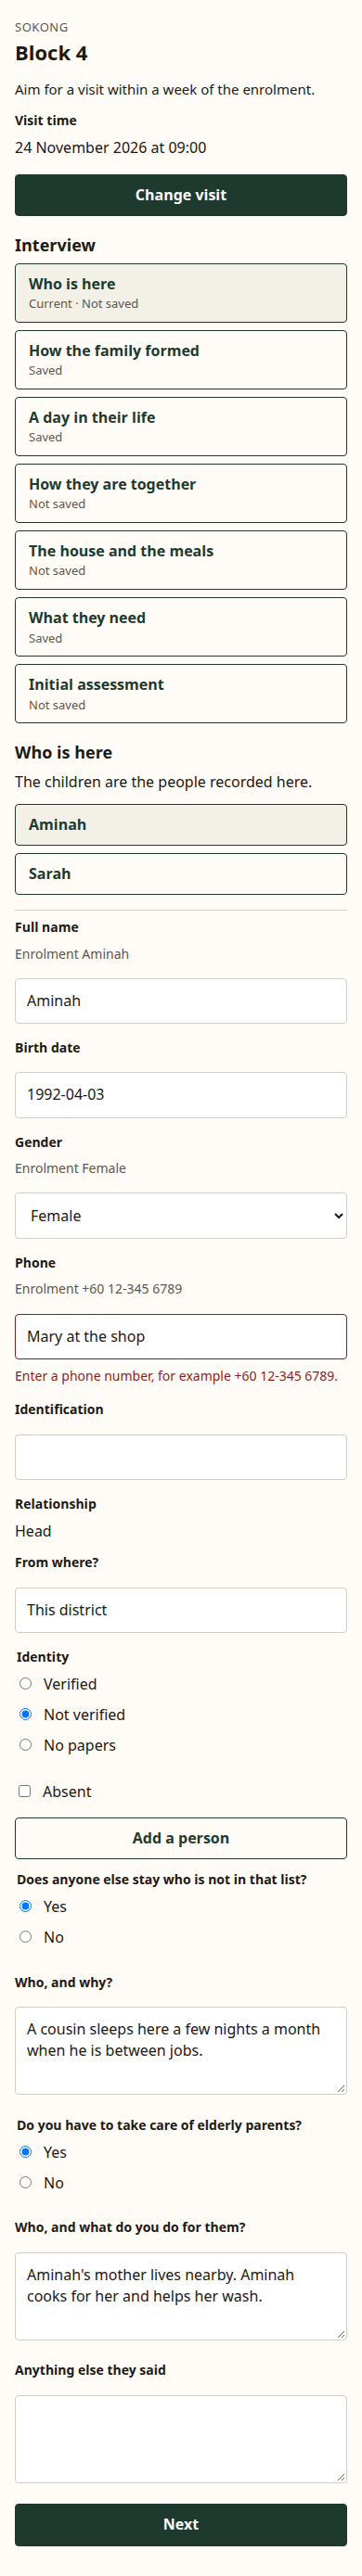 SOKONG
Block 4
Aim for a visit within a week of the enrolment.
Visit time
24 November 2026 at 09:00
Change visit
Interview
Who is here
Current · Not saved
How the family formed
Saved
A day in their life
Saved
How they are together
Not saved
The house and the meals
Not saved
What they need
Saved
Initial assessment
Not saved
Who is here
The children are the people recorded here.
Aminah
Sarah
Full name
Enrolment Aminah
Aminah
Birth date
1992-04-03
Gender
Enrolment Female
Female
Phone
Enrolment +60 12-345 6789
Mary at the shop
Enter a phone number, for example +60 12-345 6789.
Identification
Relationship
Head
From where?
This district
Identity
Verified
Not verified
No papers
Absent
Add a person
Does anyone else stay who is not in that list?
Yes
No
Who, and why?
A cousin sleeps here a few nights a month
when he is between jobs.
Do you have to take care of elderly parents?
Yes
No
Who, and what do you do for them?
Aminah's mother lives nearby. Aminah
cooks for her and helps her wash.
Anything else they said
Next